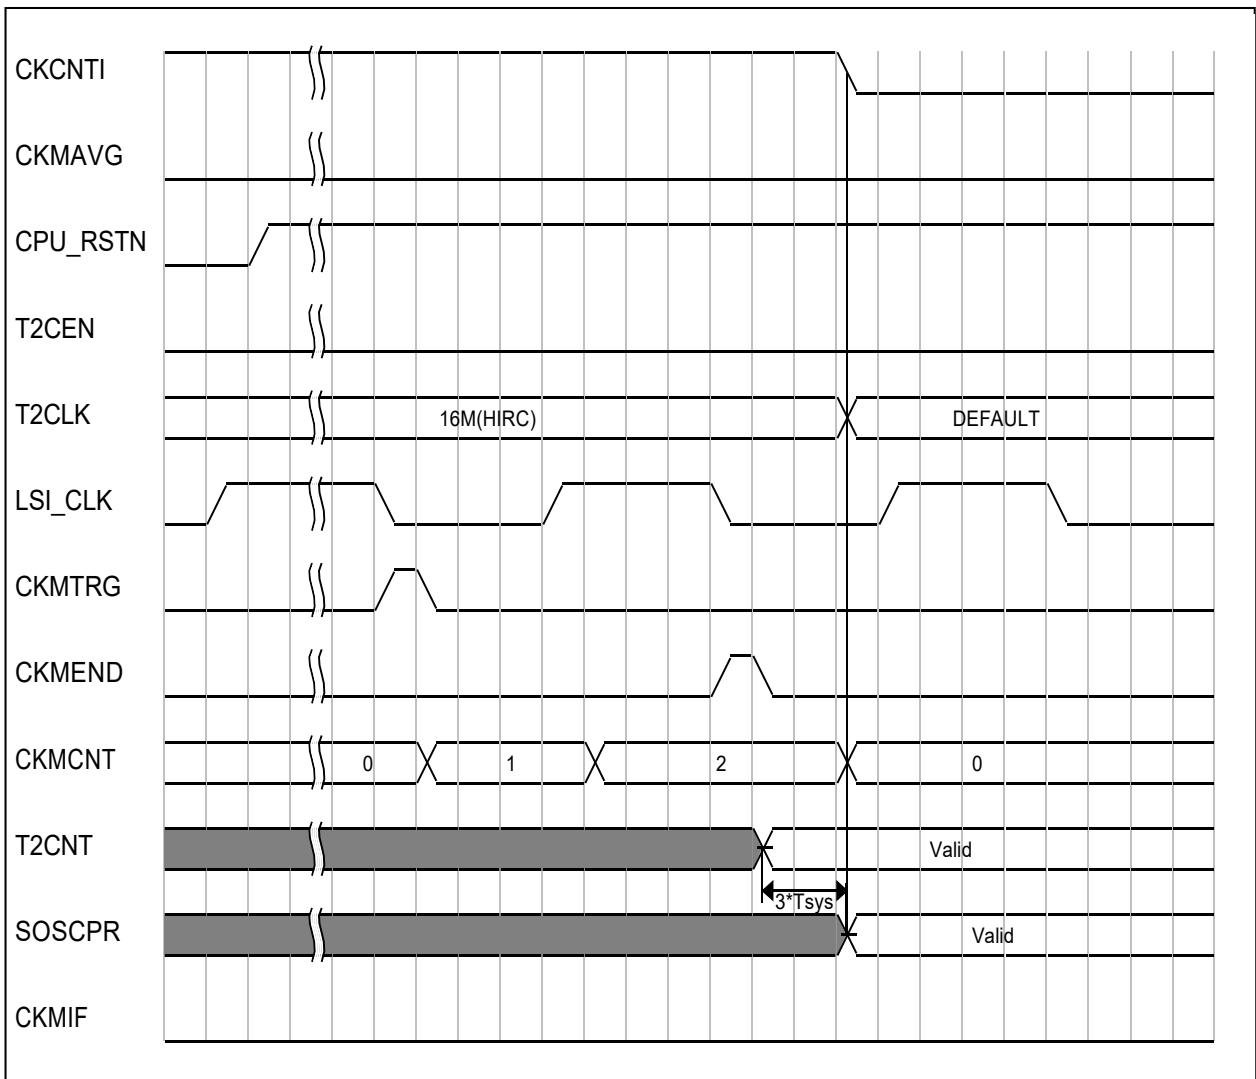 CKCNTI
CKMAVG
CPU_RSTN
T2CEN
T2CLK 16M(HIRC) DEFAULT
LSI_CLK
CKMTRG
CKMEND
CKMCNT 0 1 2 0
T2CNT Valid
3*Tsys
SOSCPR Valid
CKMIF